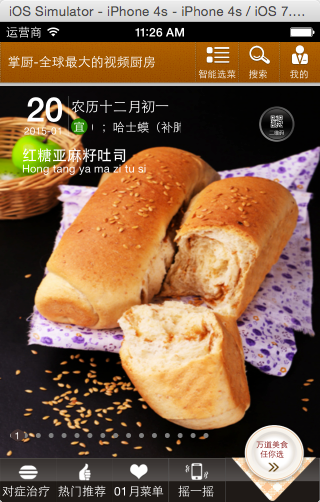 iOS Simulator - iPhone 4s - iPhone 4s / iOS 7....
运营商
11:26 AM
掌厨-全球最大的视频厨房
智能选菜
搜索
我的
20
农历十二月初一
2015-01
宜
；哈士蟆（补肺
二维码
红糖亚麻籽吐司
Hong tang ya ma zi tu si
1
万道美食
任你选
对症治疗
热门推荐
01月菜单
摇一摇